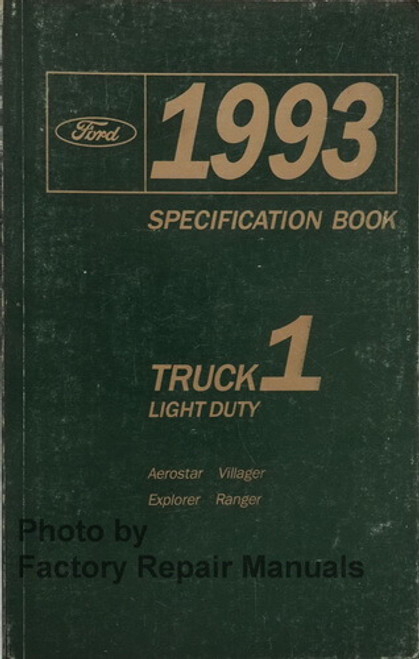 Ford
1993
SPECIFICATION BOOK
TRUCK 1
LIGHT DUTY
Aerostar Villager
Explorer Ranger
Photo by
Factory Repair Manuals